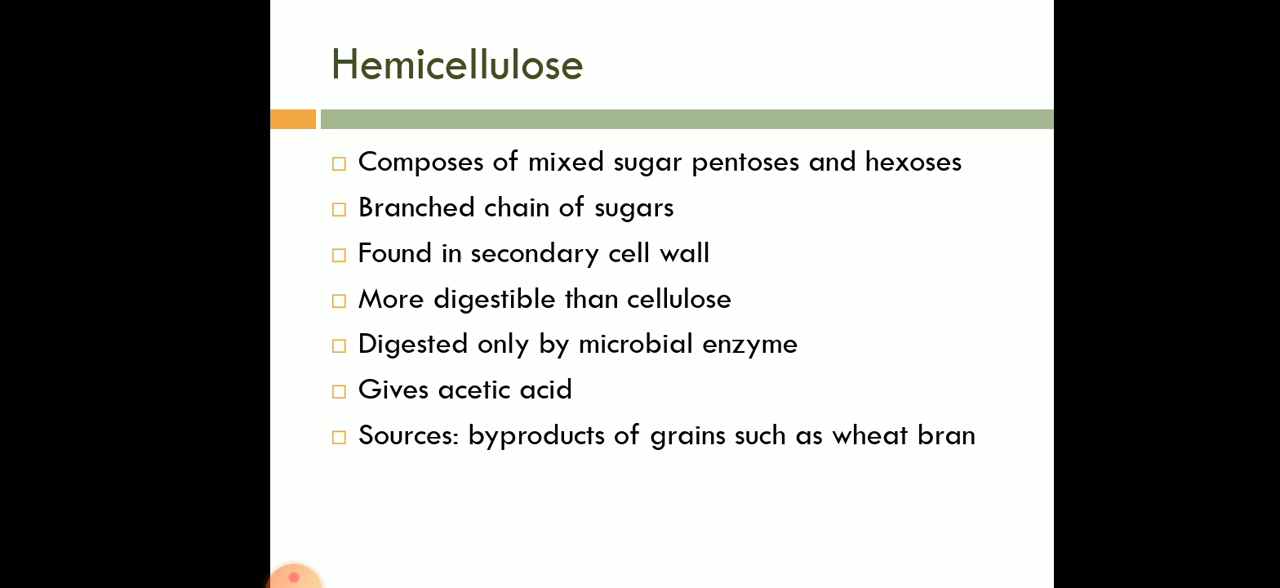 Hemicellulose
Composes of mixed sugar pentoses and hexoses
Branched chain of sugars
Found in secondary cell wall
More digestible than cellulose
Digested only by microbial enzyme
Gives acetic acid
Sources: byproducts of grains such as wheat bran